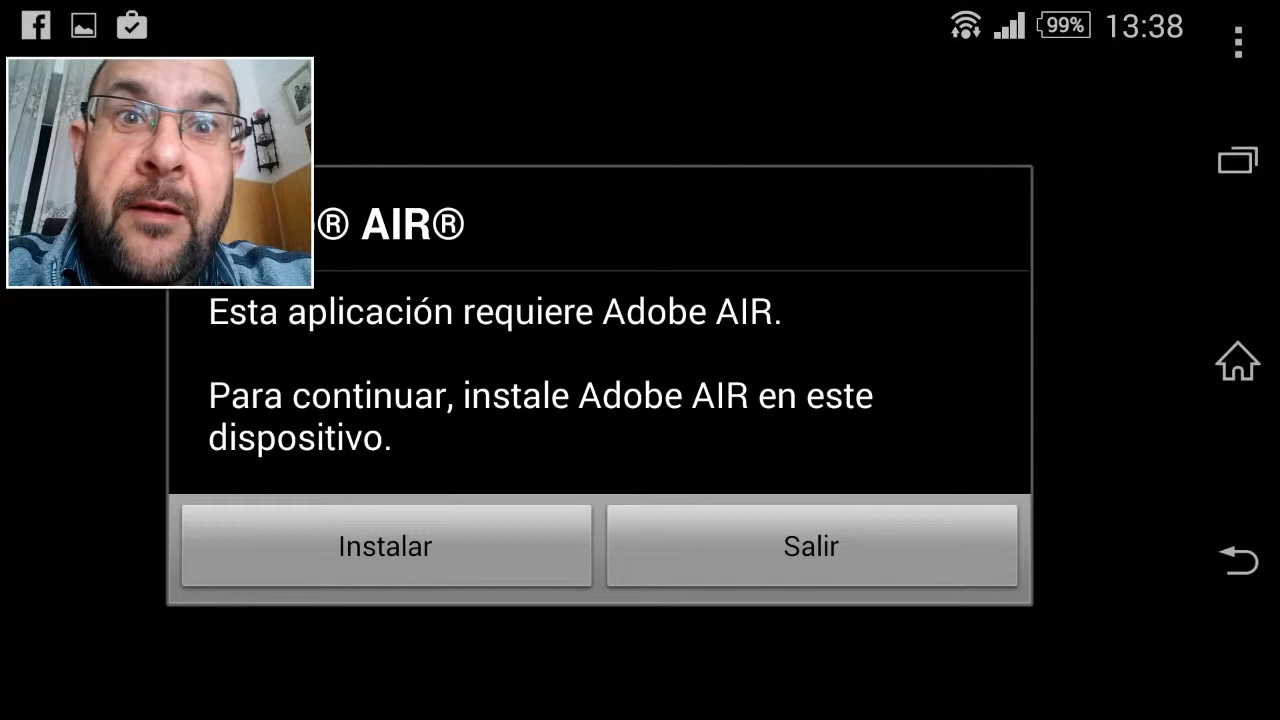 99% 13:38
® AIR®
Esta aplicación requiere Adobe AIR.
Para continuar, instale Adobe AIR en este
dispositivo.
Instalar Salir